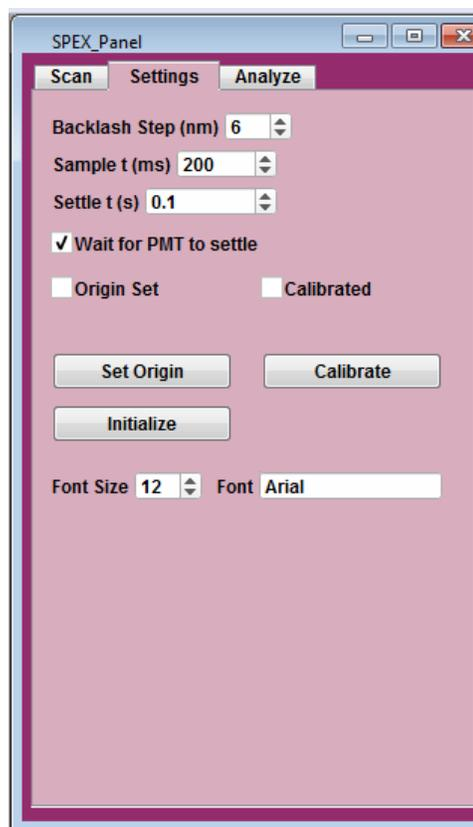 SPEX_Panel
Scan Settings Analyze
Backlash Step (nm) 6
Sample t (ms) 200
Settle t (s) 0.1
Wait for PMT to settle
Origin Set Calibrated
Set Origin Calibrate
Initialize
Font Size 12 Font Arial